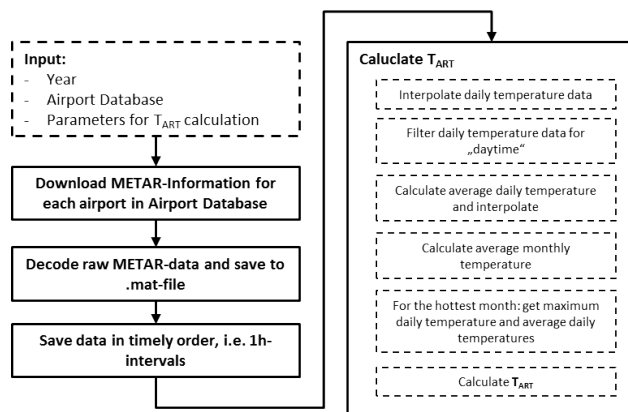 Input:
- Year
- Airport Database
- Parameters for TART calculation
Download METAR-Information for
each airport in Airport Database
Decode raw METAR-data and save to
.mat-file
Save data in timely order, i.e. 1h-
intervals
Caluclate TART
Interpolate daily temperature data
Filter daily temperature data for
„daytime“
Calculate average daily temperature
and interpolate
Calculate average monthly
temperature
For the hottest month: get maximum
daily temperature and average daily
temperatures
Calculate TART